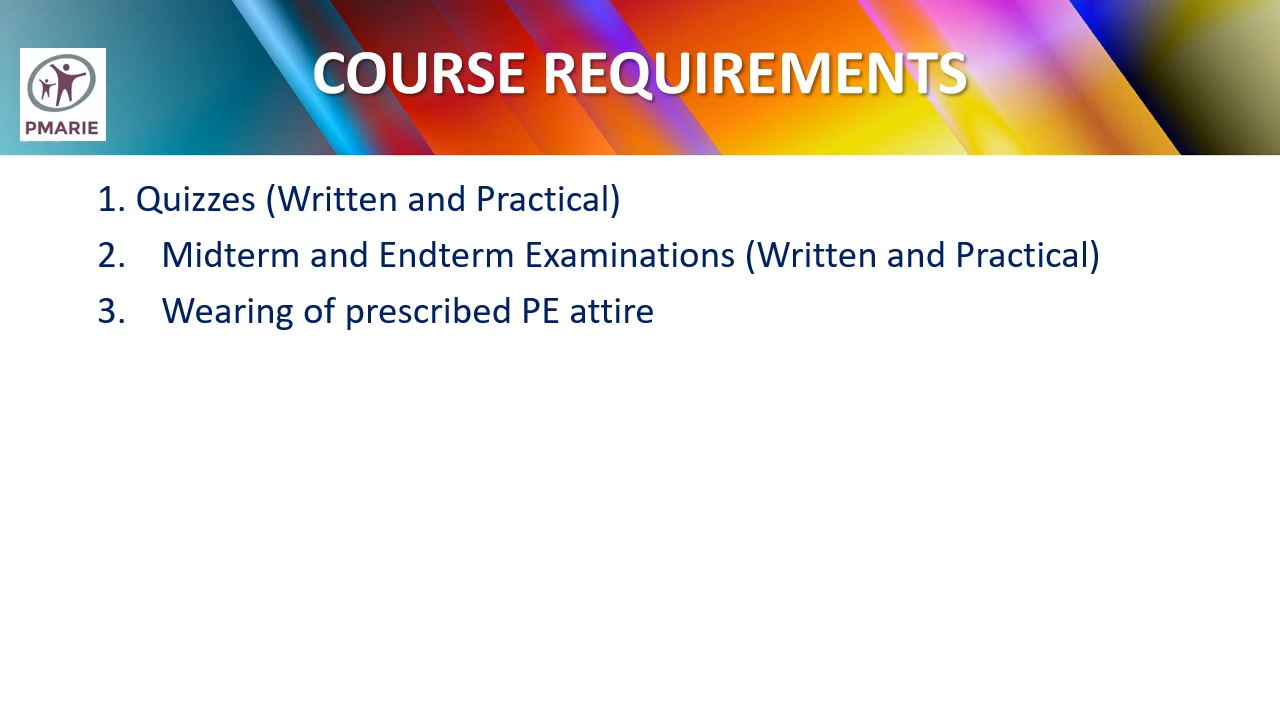 COURSE REQUIREMENTS
PMARIE
1. Quizzes (Written and Practical)
2. Midterm and Endterm Examinations (Written and Practical)
3. Wearing of prescribed PE attire